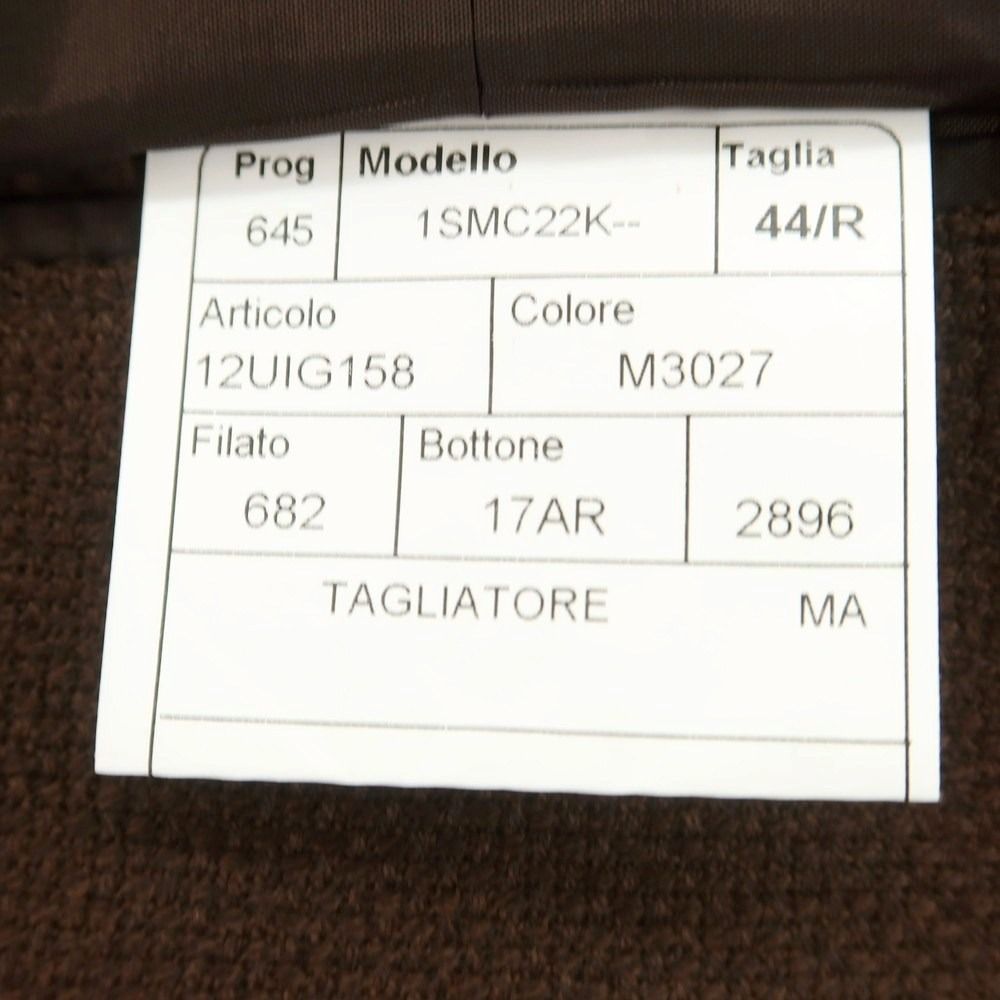 Prog Modello Taglia
645 1SMC22K-- 44/R
Articolo Colore
12UIG158 M3027
Filato Bottone
682 17AR 2896
TAGLIATORE MA